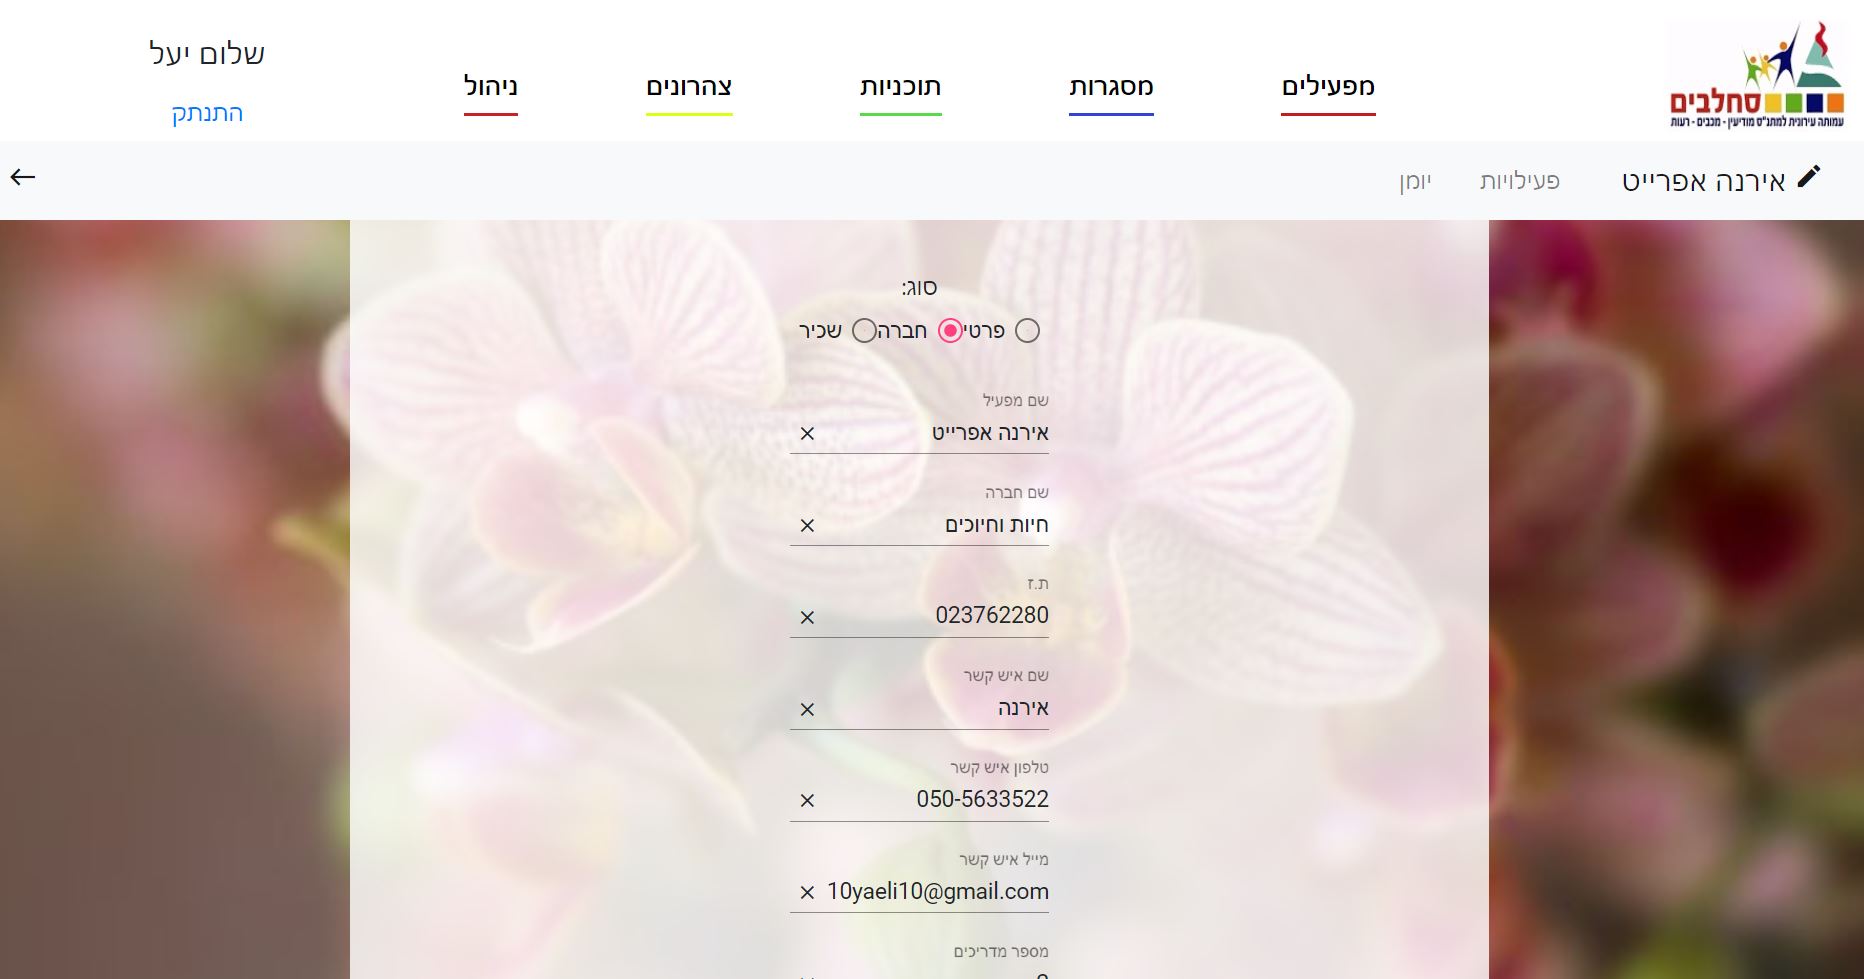 סחלבים
עמותה עירונית למתנ"ס מודיעין - מכבים - רעות
מפעילים
מסגרות
תוכניות
צהרונים
ניהול
שלום יעל
התנתק
אירנה אפרייט
פעילויות
יומן
סוג:
פרטי חברה שכיר
שם מפעיל
אירנה אפרייט
שם חברה
חיות וחיוכים
ת.ז
023762280
שם איש קשר
אירנה
טלפון איש קשר
050-5633522
מייל איש קשר
10yaeli10@gmail.com
מספר מדריכים